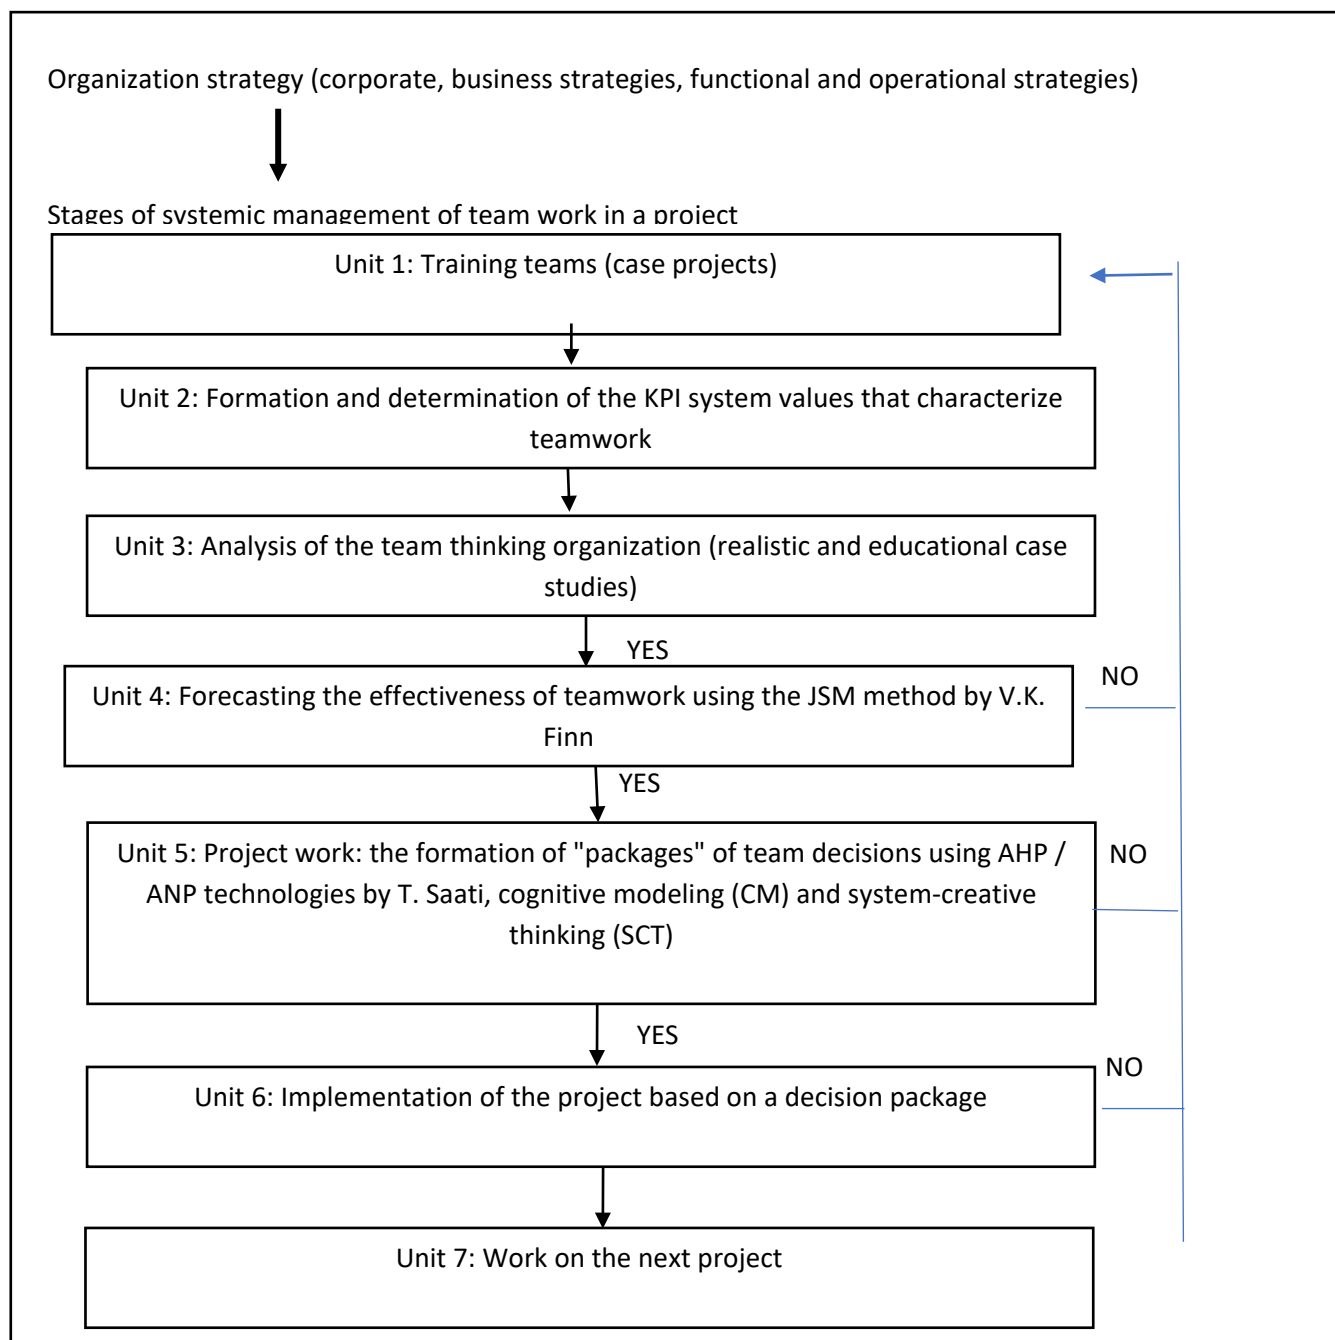 Organization strategy (corporate, business strategies, functional and operational strategies)
Stages of systemic management of team work in a project
Unit 1: Training teams (case projects)
Unit 2: Formation and determination of the KPI system values that characterize
teamwork
Unit 3: Analysis of the team thinking organization (realistic and educational case
studies)
YES
NO
Unit 4: Forecasting the effectiveness of teamwork using the JSM method by V.K.
Finn
YES
Unit 5: Project work: the formation of "packages" of team decisions using AHP /
NO
ANP technologies by T. Saati, cognitive modeling (CM) and system-creative
thinking (SCT)
YES
NO
Unit 6: Implementation of the project based on a decision package
Unit 7: Work on the next project